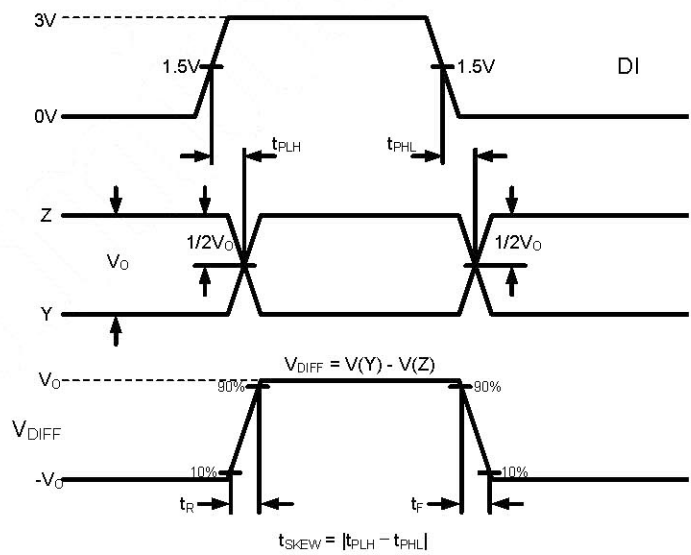 3V
1.5V
1.5V
DI
0V
tPLH
tPHL
Z
1/2VO
1/2VO
VO
Y
VDIFF = V(Y) - V(Z)
VO
90%
90%
VDIFF
10%
10%
-VO
tR
tF
tSKEW = |tPLH – tPHL|